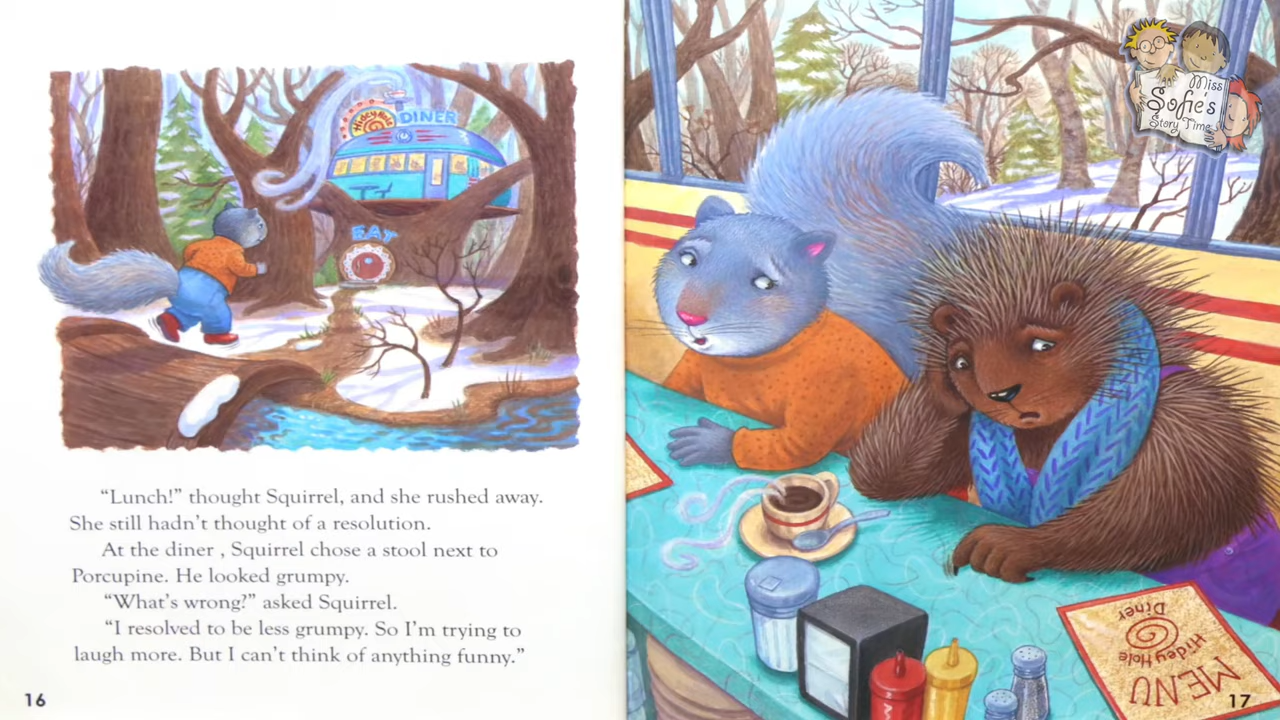 Hidey Hole
DINER
EAT
"Lunch!" thought Squirrel, and she rushed away.
She still hadn't thought of a resolution.
At the diner , Squirrel chose a stool next to
Porcupine. He looked grumpy.
"What's wrong?" asked Squirrel.
"I resolved to be less grumpy. So I'm trying to
laugh more. But I can't think of anything funny."
16
Miss
Sofie's
Story Time
MENU
Hidey Hole
Diner
17